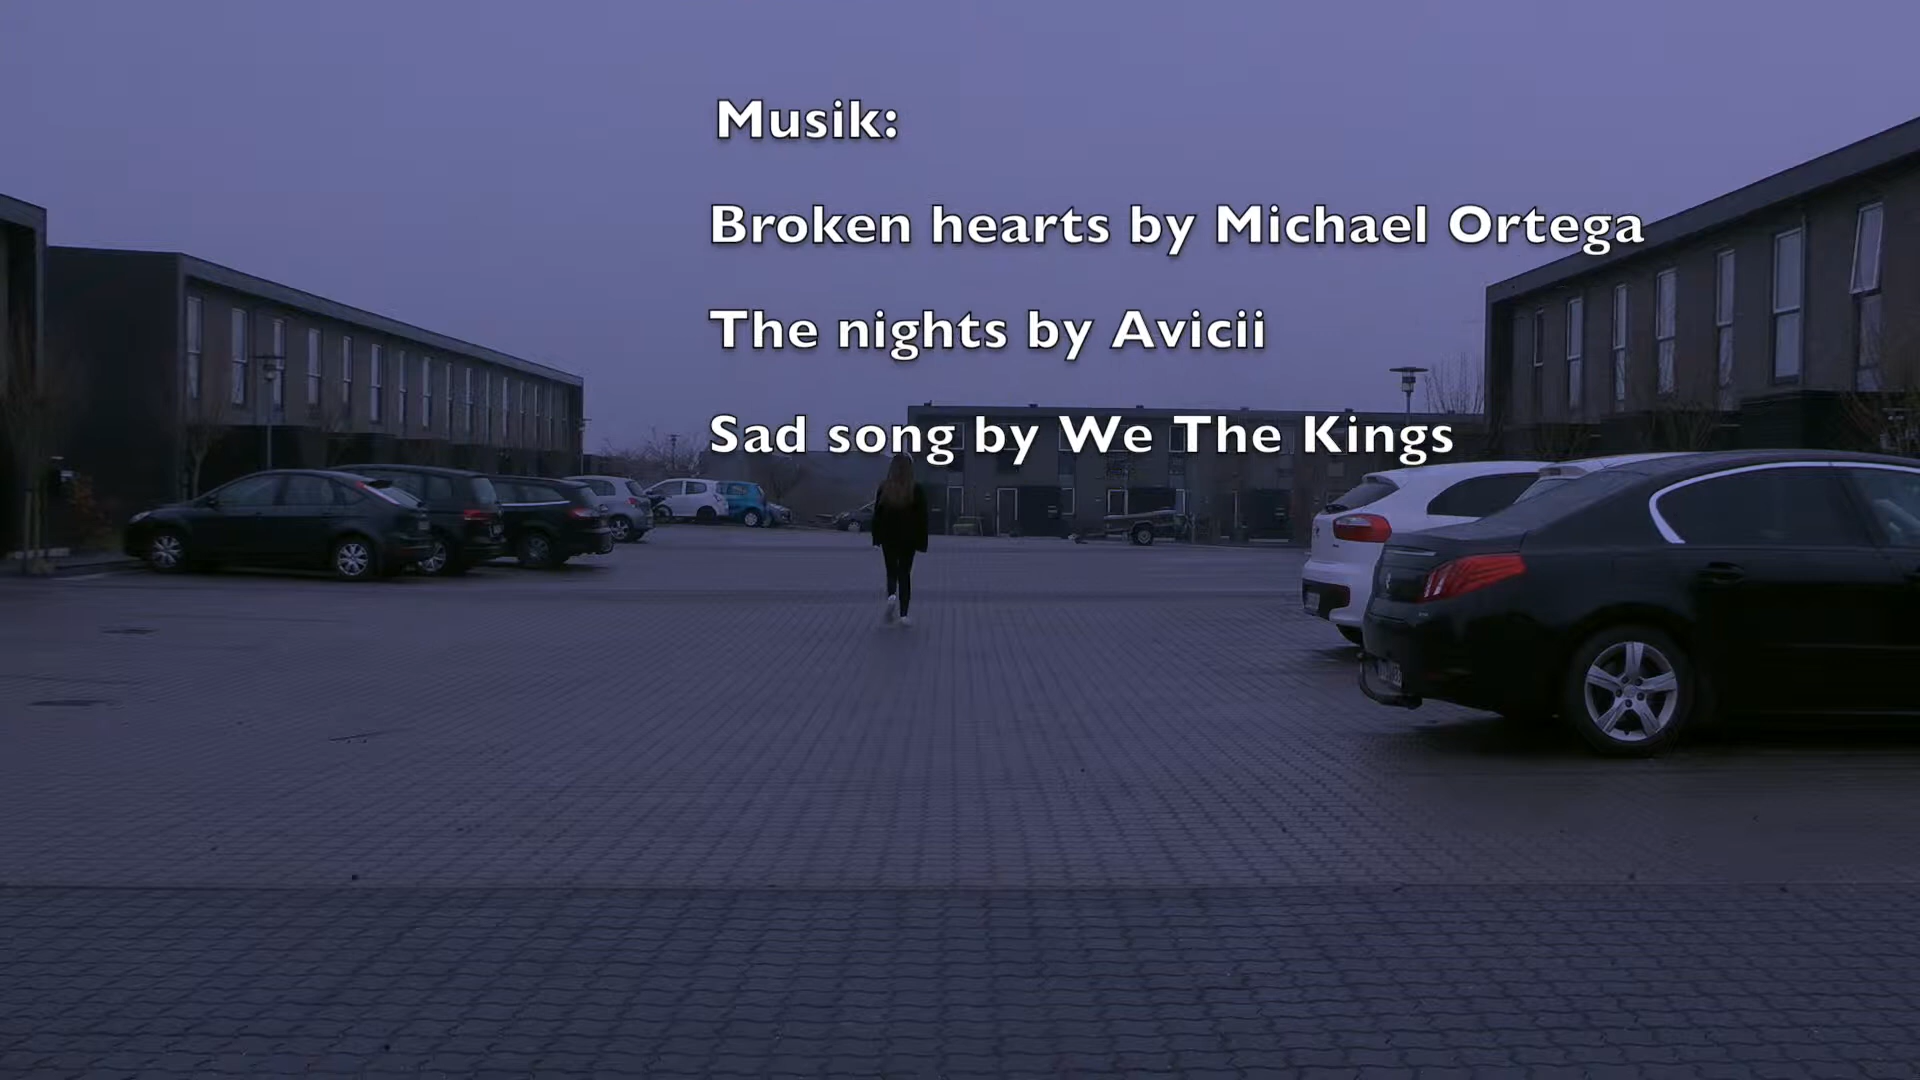 Musik:
Broken hearts by Michael Ortega
The nights by Avicii
Sad song by We The Kings